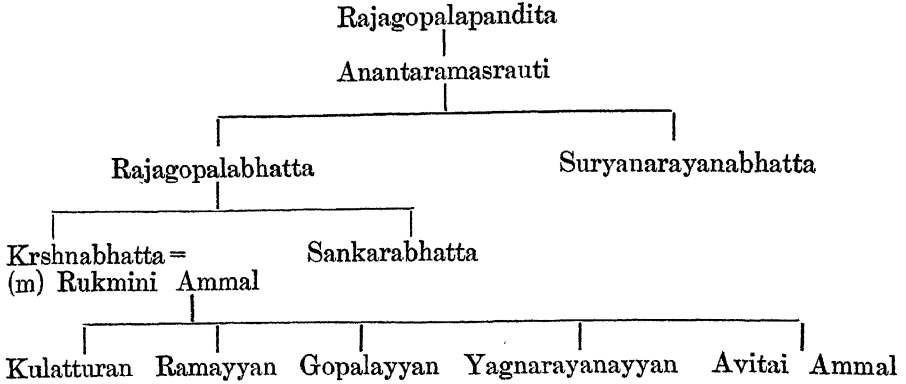 Rajagopalapandita
Anantaramasrauti
Rajagopalabhatta Suryanarayanabhatta
Krshnabhatta = Sankarabhatta
(m) Rukmini Ammal
Kulatturan Ramayyan Gopalayyan Yagnarayanayyan Avitai Ammal